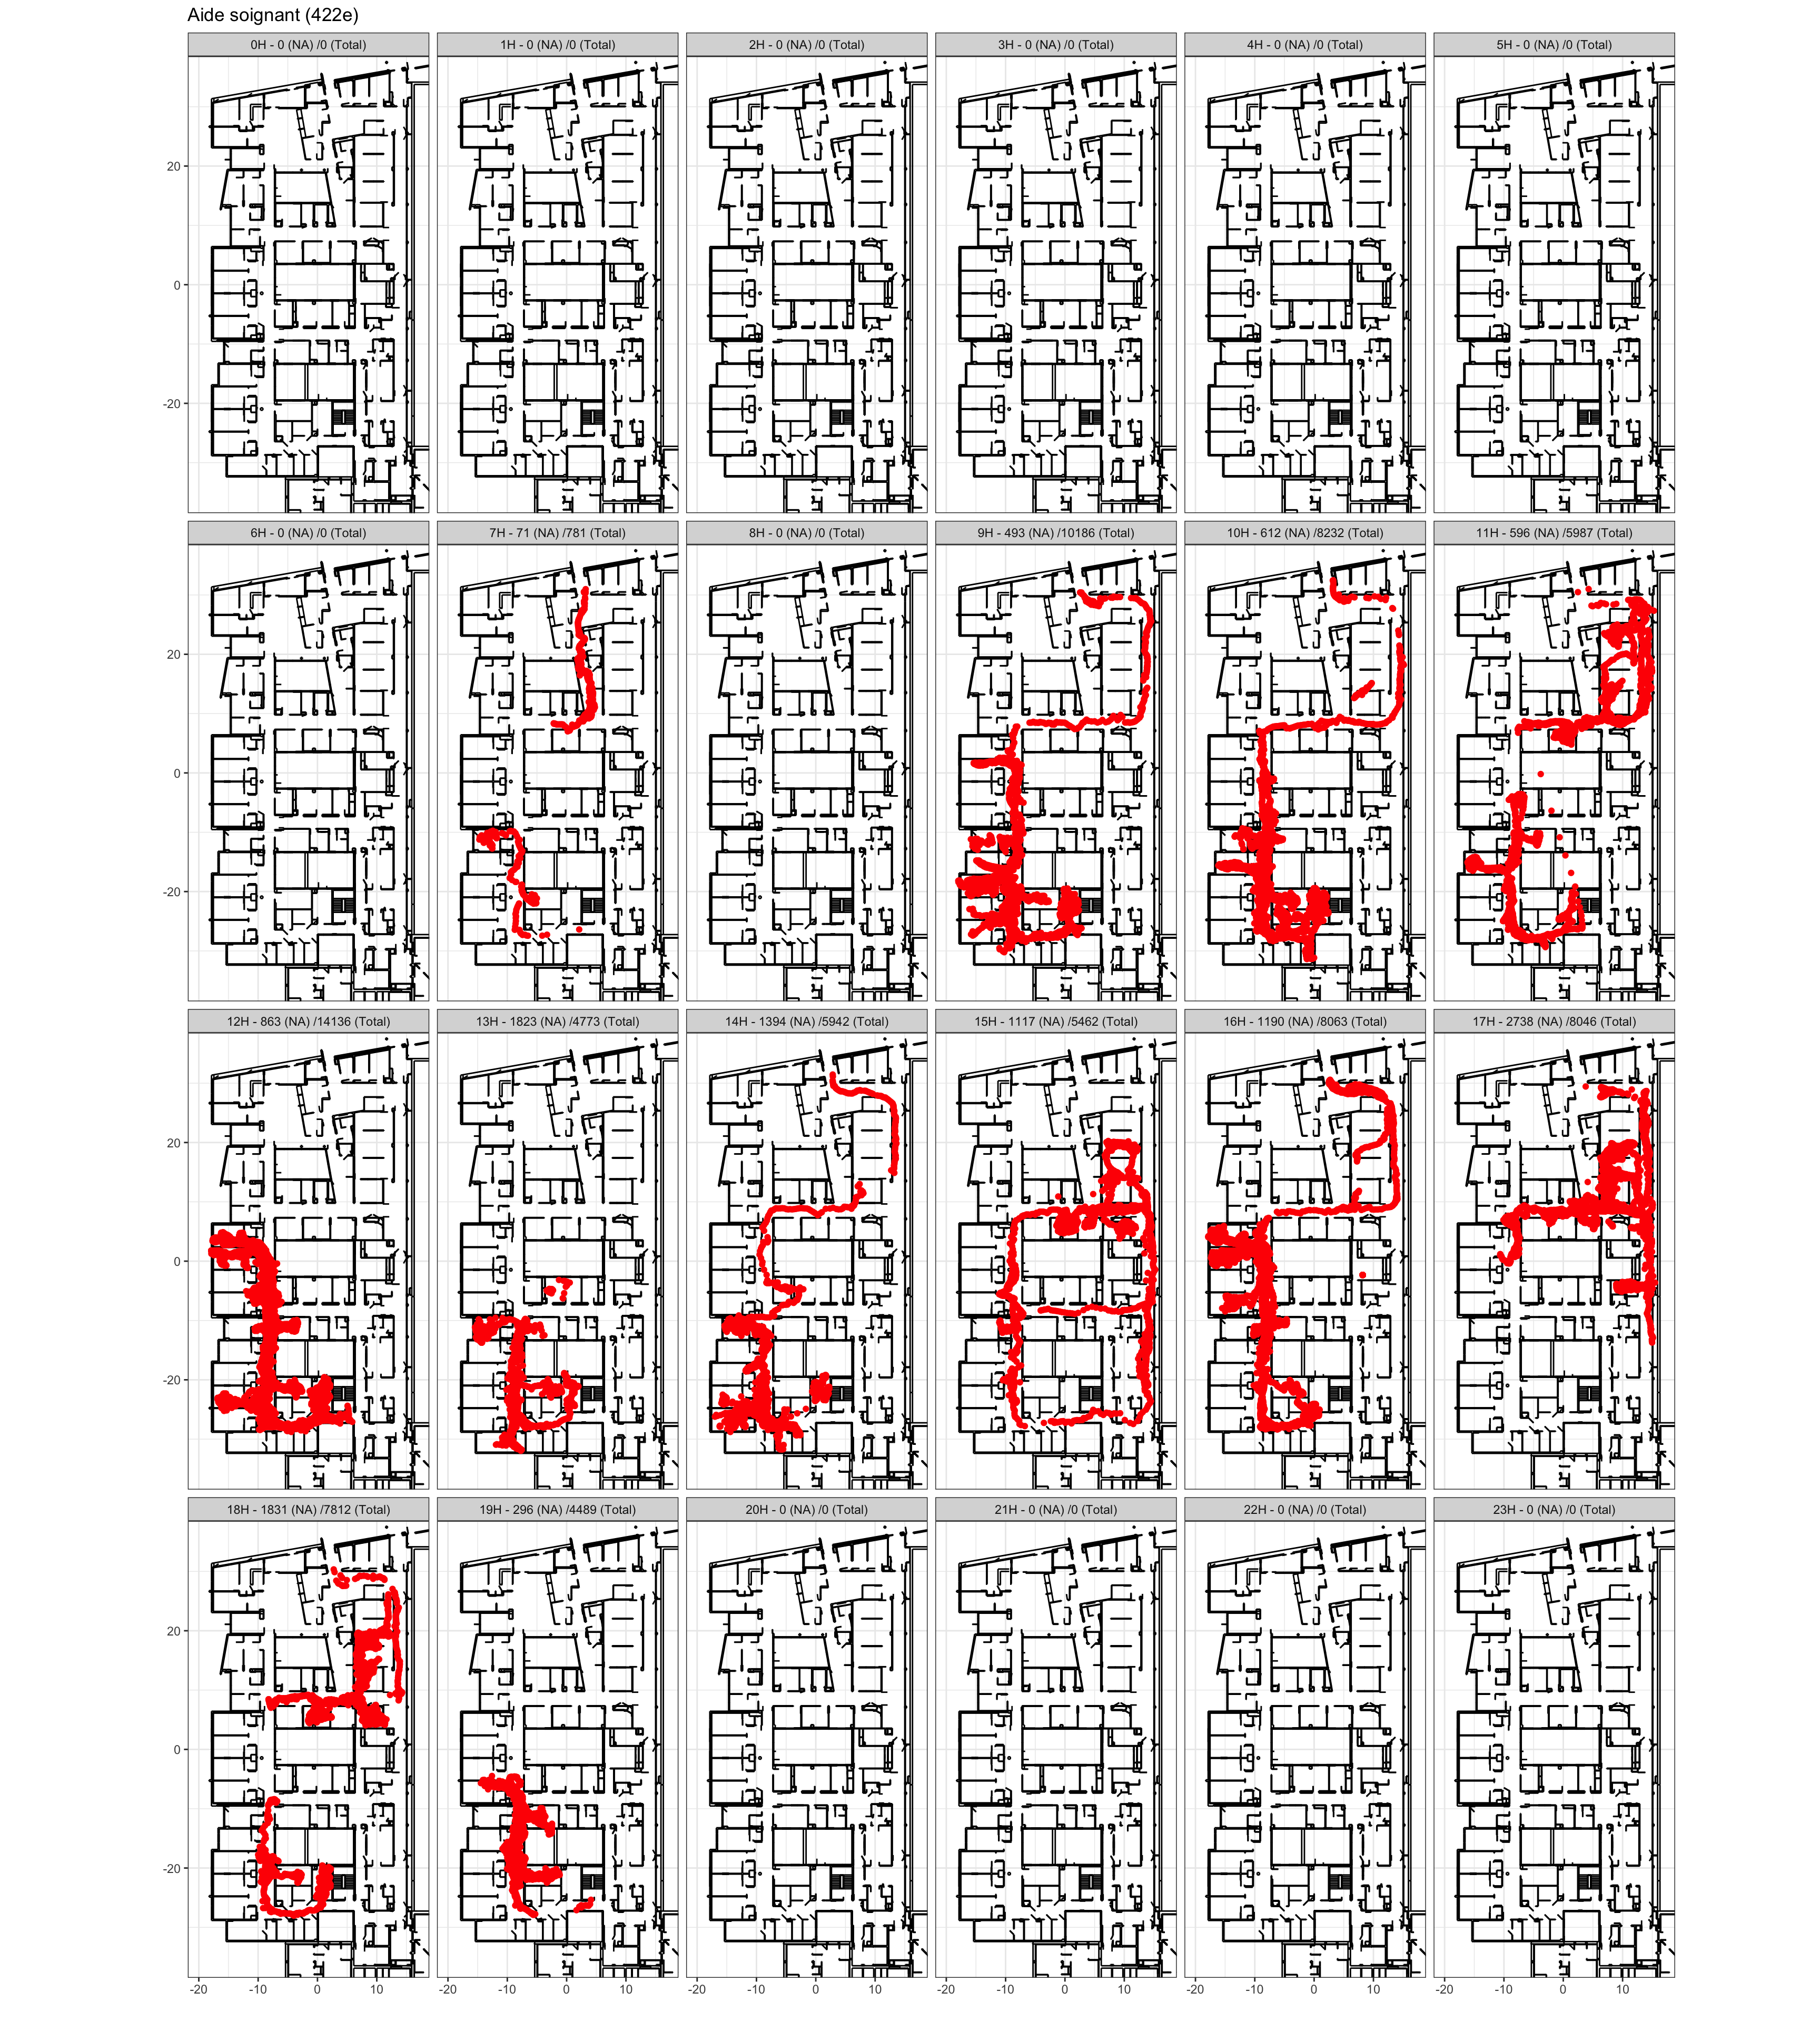 Aide soignant (422e)
0H - 0 (NA) /0 (Total)
1H - 0 (NA) /0 (Total)
2H - 0 (NA) /0 (Total)
3H - 0 (NA) /0 (Total)
4H - 0 (NA) /0 (Total)
5H - 0 (NA) /0 (Total)
20
0
-20
6H - 0 (NA) /0 (Total)
7H - 71 (NA) /781 (Total)
8H - 0 (NA) /0 (Total)
9H - 493 (NA) /10186 (Total)
10H - 612 (NA) /8232 (Total)
11H - 596 (NA) /5987 (Total)
20
0
-20
12H - 863 (NA) /14136 (Total)
13H - 1823 (NA) /4773 (Total)
14H - 1394 (NA) /5942 (Total)
15H - 1117 (NA) /5462 (Total)
16H - 1190 (NA) /8063 (Total)
17H - 2738 (NA) /8046 (Total)
20
0
-20
18H - 1831 (NA) /7812 (Total)
19H - 296 (NA) /4489 (Total)
20H - 0 (NA) /0 (Total)
21H - 0 (NA) /0 (Total)
22H - 0 (NA) /0 (Total)
23H - 0 (NA) /0 (Total)
20
0
-20
-20 -10 0 10
-20 -10 0 10
-20 -10 0 10
-20 -10 0 10
-20 -10 0 10
-20 -10 0 10